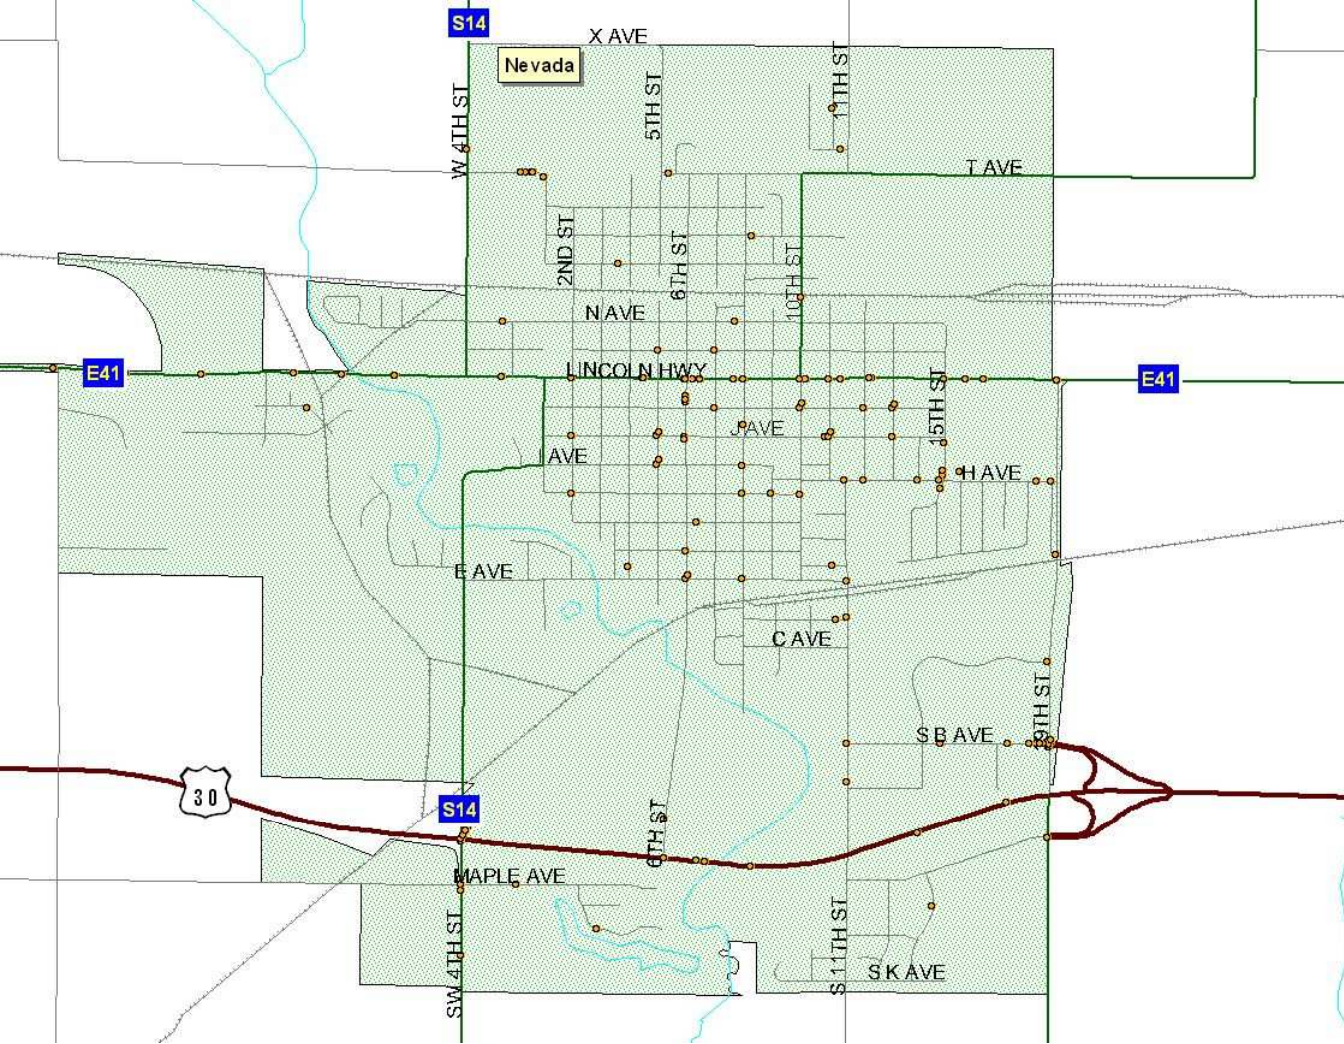 S14
X AVE
Nevada
W 4TH ST
5TH ST
11TH ST
T AVE
2ND ST
6TH ST
10TH ST
N AVE
LINCOLN HWY
E41
E41
15TH ST
J AVE
AVE
H AVE
E AVE
C AVE
19TH ST
S B AVE
30
S14
6TH ST
MAPLE AVE
SW 4TH ST
S 11TH ST
S K AVE